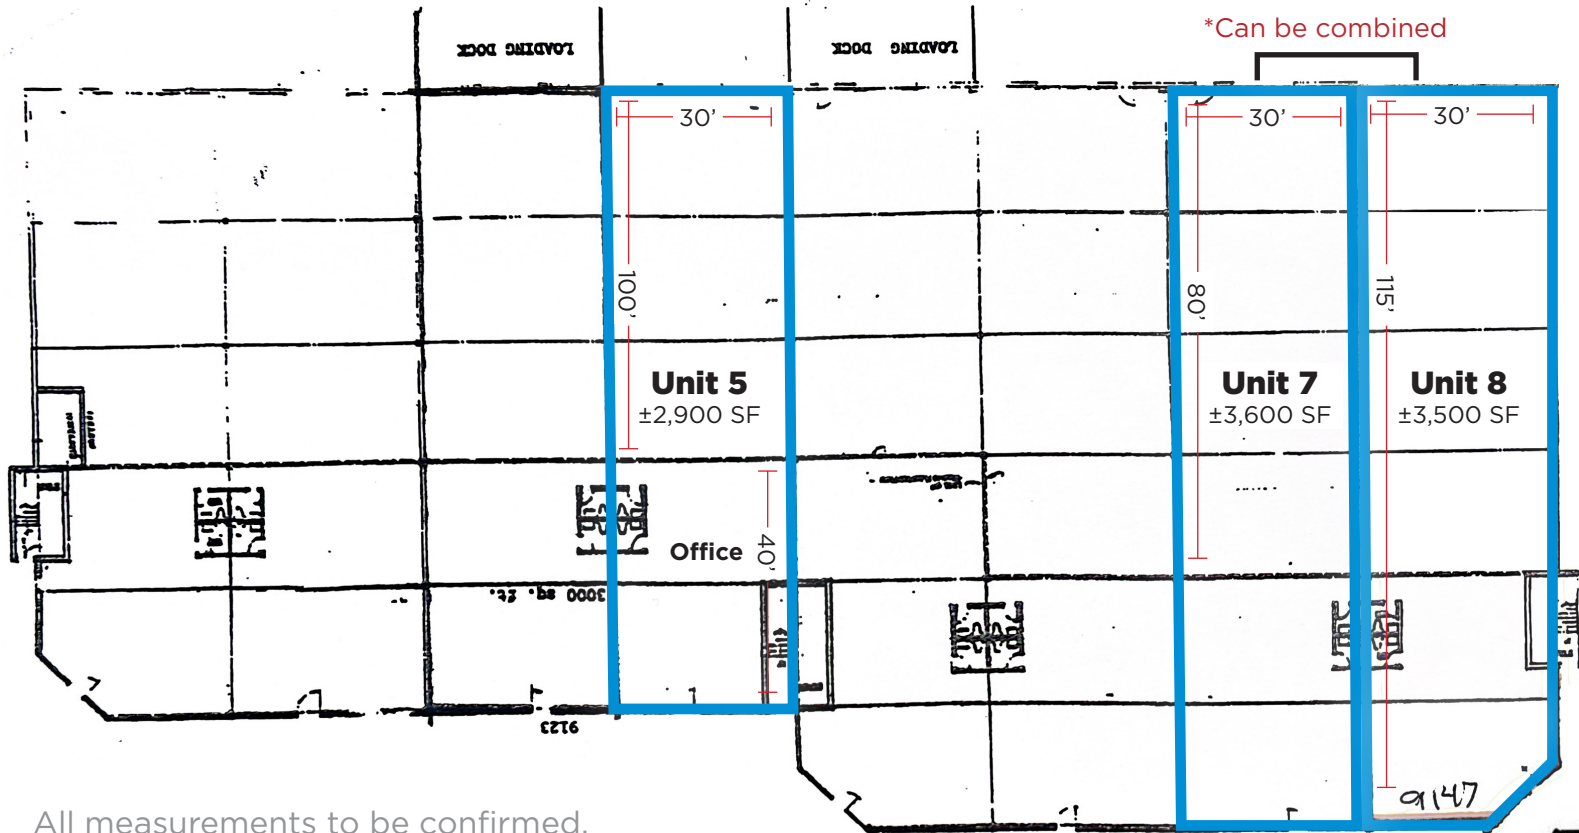 *Can be combined
LOADING DOCK
LOADING DOCK
30’
30’
30’
100’
80’
115’
Unit 5
±2,900 SF
Unit 7
±3,600 SF
Unit 8
±3,500 SF
Office
40’
3000 sq. ft.
9123
9147
All measurements to be confirmed.